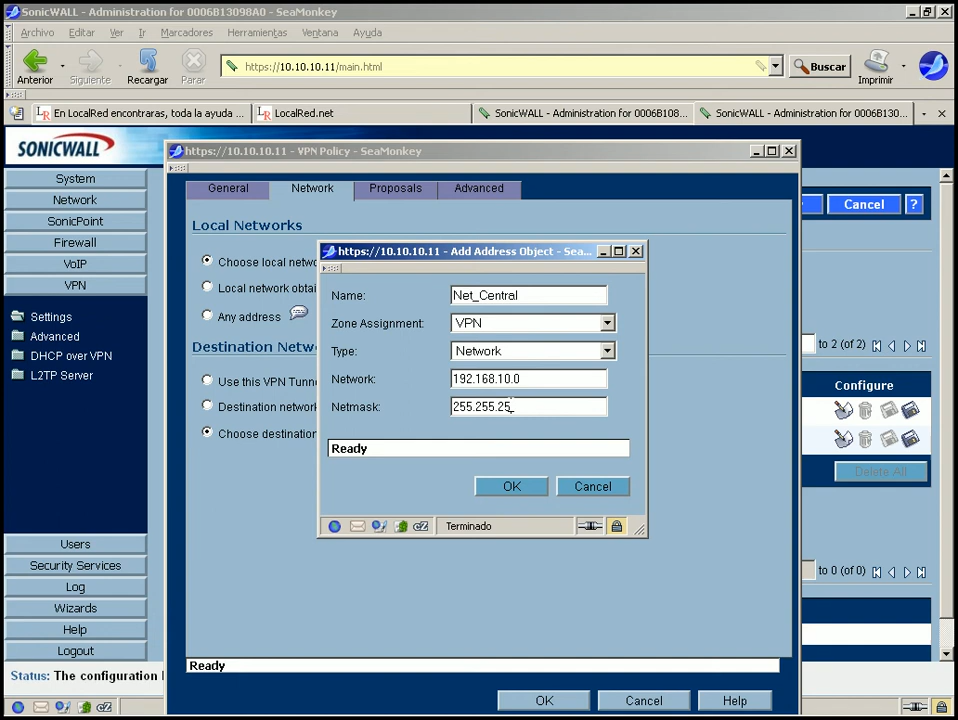 SonicWALL - Administration for 0006B13098A0 - SeaMonkey
Archivo Editar Ver Ir Marcadores Herramientas Ventana Ayuda
Anterior Siguiente Recargar Parar
https://10.10.10.11/main.html
Buscar Imprimir
En LocalRed encontraras, toda la ayuda ...
LocalRed.net
SonicWALL - Administration for 0006B108...
SonicWALL - Administration for 0006B130...
SONICWALL
System
Network
SonicPoint
Firewall
VoIP
VPN
Settings
Advanced
DHCP over VPN
L2TP Server
Users
Security Services
Log
Wizards
Help
Logout
Status: The configuration
https://10.10.10.11 - VPN Policy - SeaMonkey
General Network Proposals Advanced
Local Networks
Choose local netwo
Local network obtai
Any address
Destination Netw
Use this VPN Tunn
Destination network
Choose destination
Ready
OK Cancel Help
https://10.10.10.11 - Add Address Object - Sea...
Name: Net_Central
Zone Assignment: VPN
Type: Network
Network: 192.168.10.0
Netmask: 255.255.25
Ready
OK Cancel
Terminado
Cancel ?
to 2 (of 2)
Configure
Delete All
to 0 (of 0)